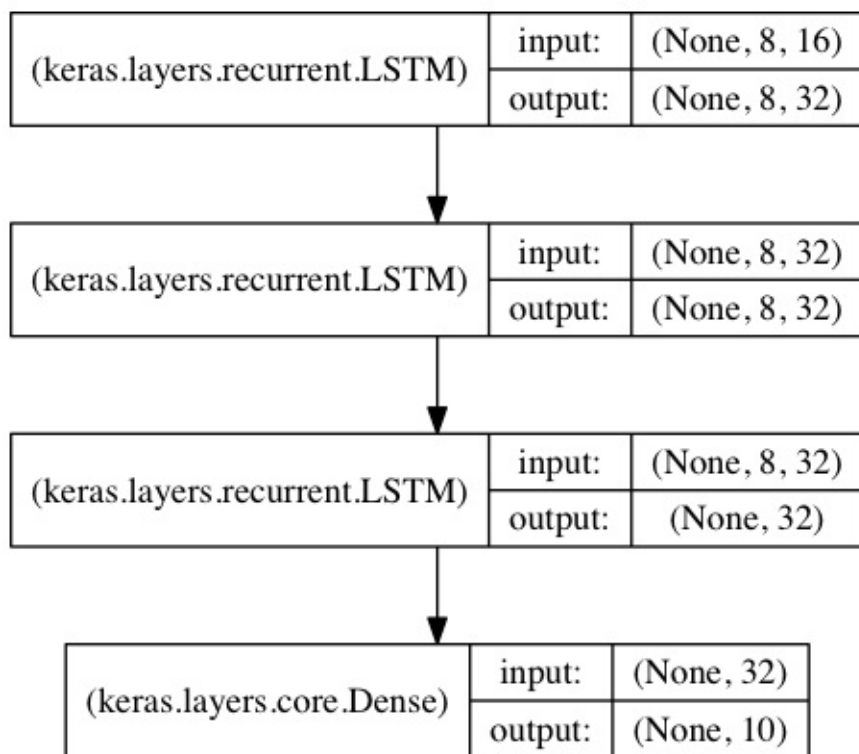 (keras.layers.recurrent.LSTM)
input: (None, 8, 16)
output: (None, 8, 32)
(keras.layers.recurrent.LSTM)
input: (None, 8, 32)
output: (None, 8, 32)
(keras.layers.recurrent.LSTM)
input: (None, 8, 32)
output: (None, 32)
(keras.layers.core.Dense)
input: (None, 32)
output: (None, 10)